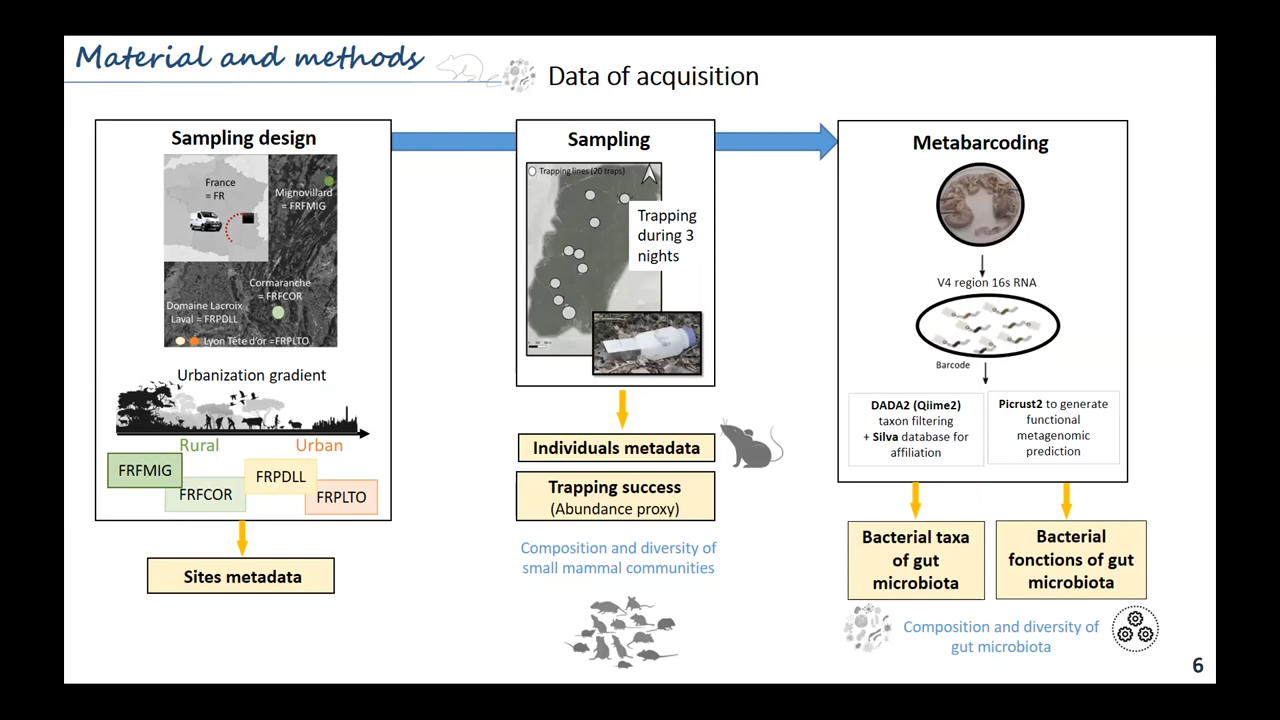 Material and methods
Data of acquisition
Sampling design
France
= FR
Mignovillard
= FRFMIG
Cormaranche
= FRFCOR
Domaine Lacroix
Laval = FRPDLL
Lyon Tête d'or =FRPLTO
Urbanization gradient
Rural
Urban
FRFMIG
FRFCOR
FRPDLL
FRPLTO
Sites metadata
Sampling
Trapping lines (20 traps)
Trapping
during 3
nights
Individuals metadata
Trapping success
(Abundance proxy)
Composition and diversity of
small mammal communities
Metabarcoding
V4 region 16s RNA
Barcode
DADA2 (Qiime2)
taxon filtering
+ Silva database for
affiliation
Picrust2 to generate
functional
metagenomic
prediction
Bacterial taxa
of gut
microbiota
Bacterial
fonctions of gut
microbiota
Composition and diversity of
gut microbiota
6